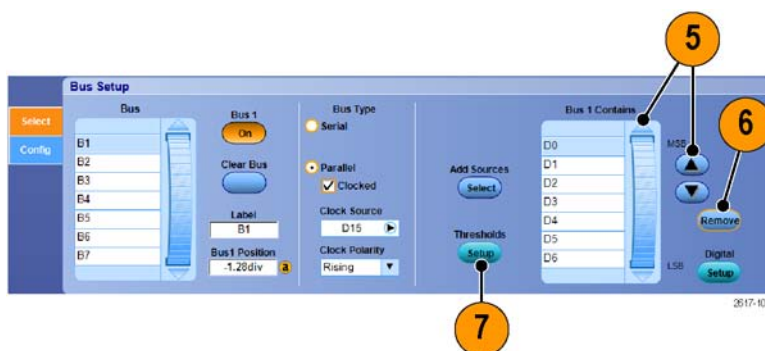 5
Bus Setup
Select
Config
Bus
B1
B2
B3
B4
B5
B6
B7
Bus 1
On
Clear Bus
Label
B1
Bus1 Position
-1.28div a
Bus Type
Serial
Parallel
Clocked
Clock Source
D15
Clock Polarity
Rising
Add Sources
Select
Thresholds
Setup
7
Bus 1 Contains
D0
D1
D2
D3
D4
D5
D6
MSB
6
Remove
LSB
Digital
Setup